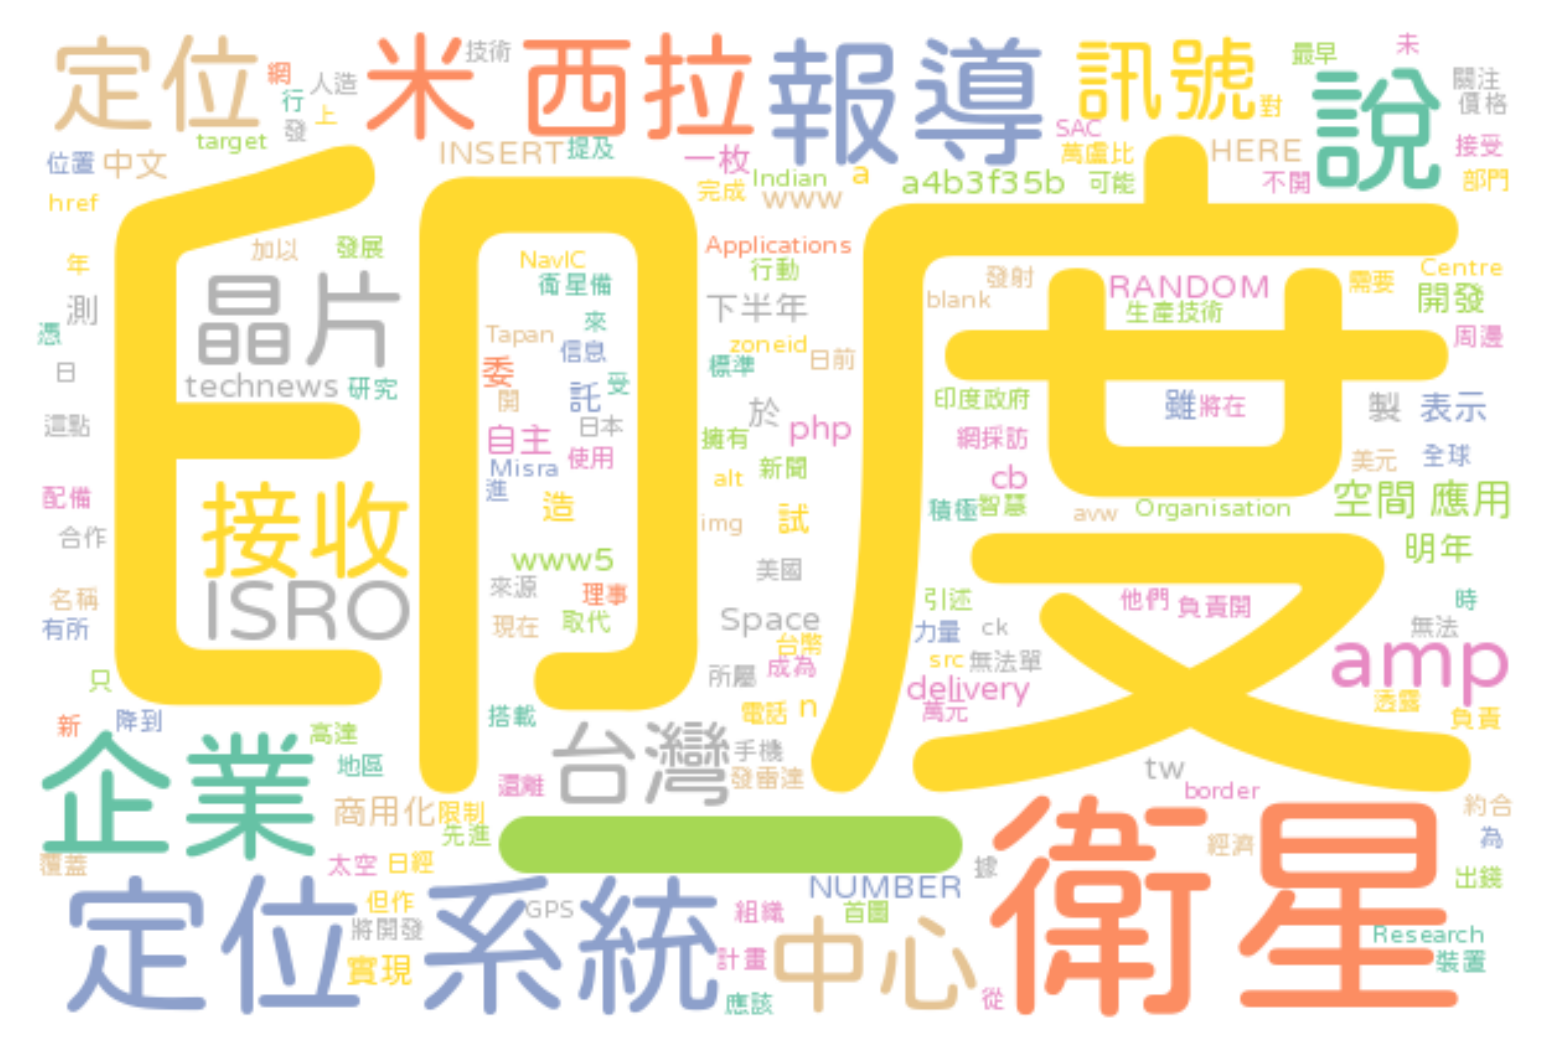 定位
米西拉
報導
訊號
說
技術
最早
未
網
人造
關注
行
上
對
價格
發
target
SAC
接受
INSERT
提及
一枚
萬盧比
HERE
位置
中文
Indian
a
a4b3f35b
可能
不開
部門
完成
www
href
印度
加以
發展
Applications
年
NavIC
行動
Centre
衛星備
發射
RANDOM
需要
晶片
下半年
blank
開發
測
生產技術
憑
Tapan
來
zoneid
周邊
信息
日前
標準
日
委
technews
研究
受
開
託
印度政府
雖
將在
製
表示
於
這點
日本
php
自主
擁有
網採訪
使用
美元
全球
Misra
新聞
接收
alt
cb
配備
進
造
積極
智慧
Organisation
空間
應用
img
試
avw
合作
www5
明年
美國
ISRO
來源
理事
名稱
引述
他們
負責開
時
有所
現在
取代
Space
力量
ck
無法
台幣
src
無法單
amp
只
所屬
成為
delivery
透露
新
降到
搭載
電話
n
萬元
負責
企業
高達
台灣
手機
地區
發雷達
tw
還離
border
商用化
限制
一
衛星
約合
先進
為
覆蓋
太空
日經
據
經濟
出錢
定位系統
NUMBER
但作
GPS
組織
首圖
將開發
中心
Research
實現
計畫
裝置
應該
從